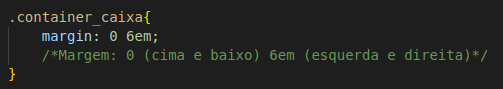 .container_caixa{
    margin: 0 6em;
    /*Margem: 0 (cima e baixo) 6em (esquerda e direita)*/
}